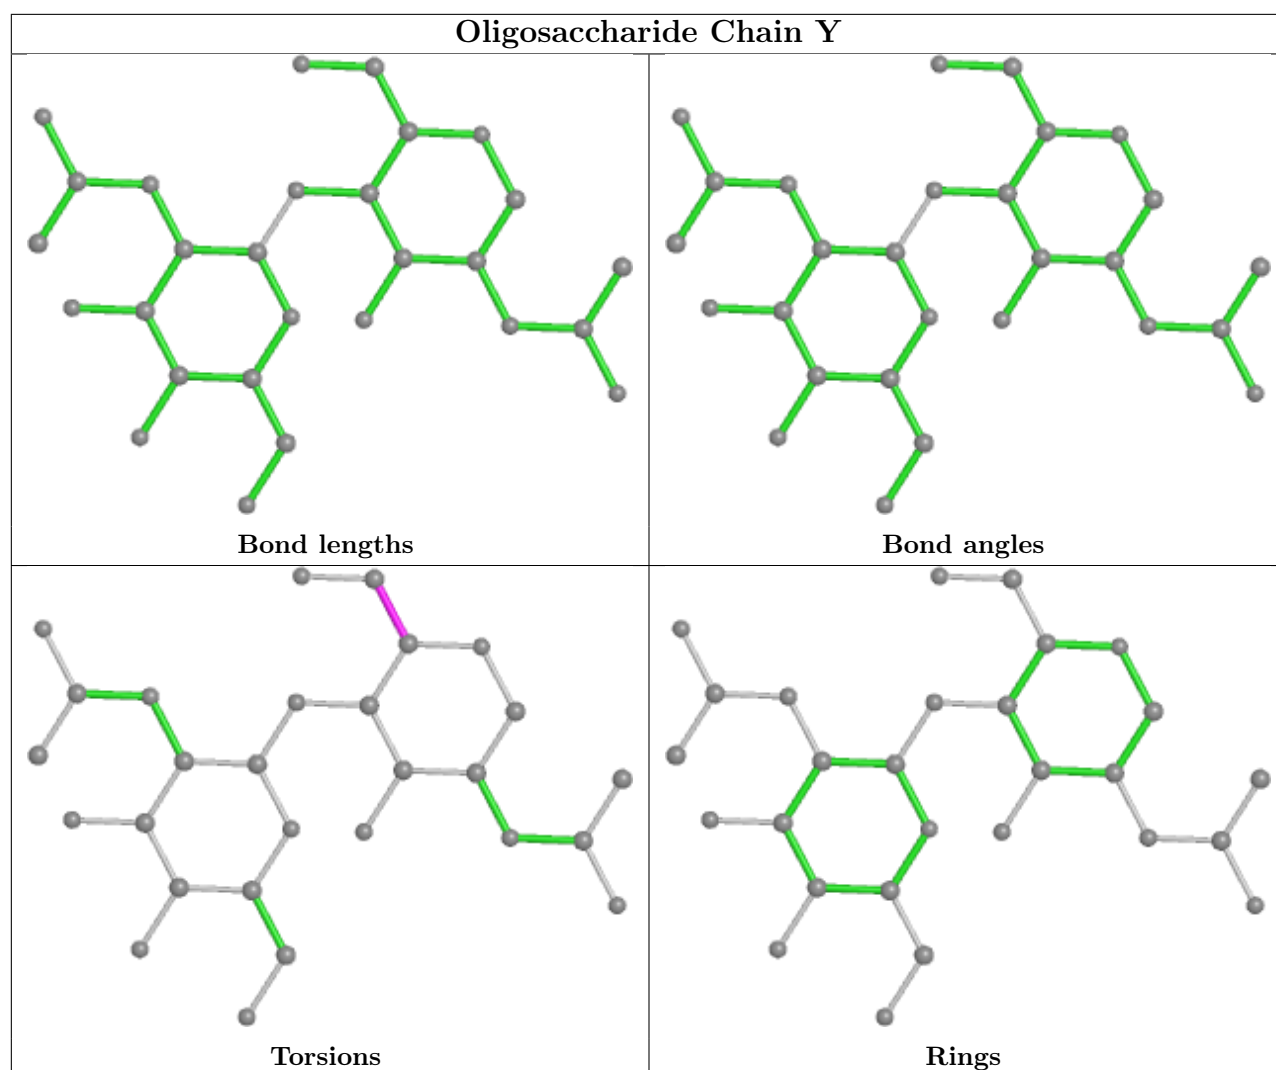 Oligosaccharide Chain Y
Bond lengths
Bond angles
Torsions
Rings